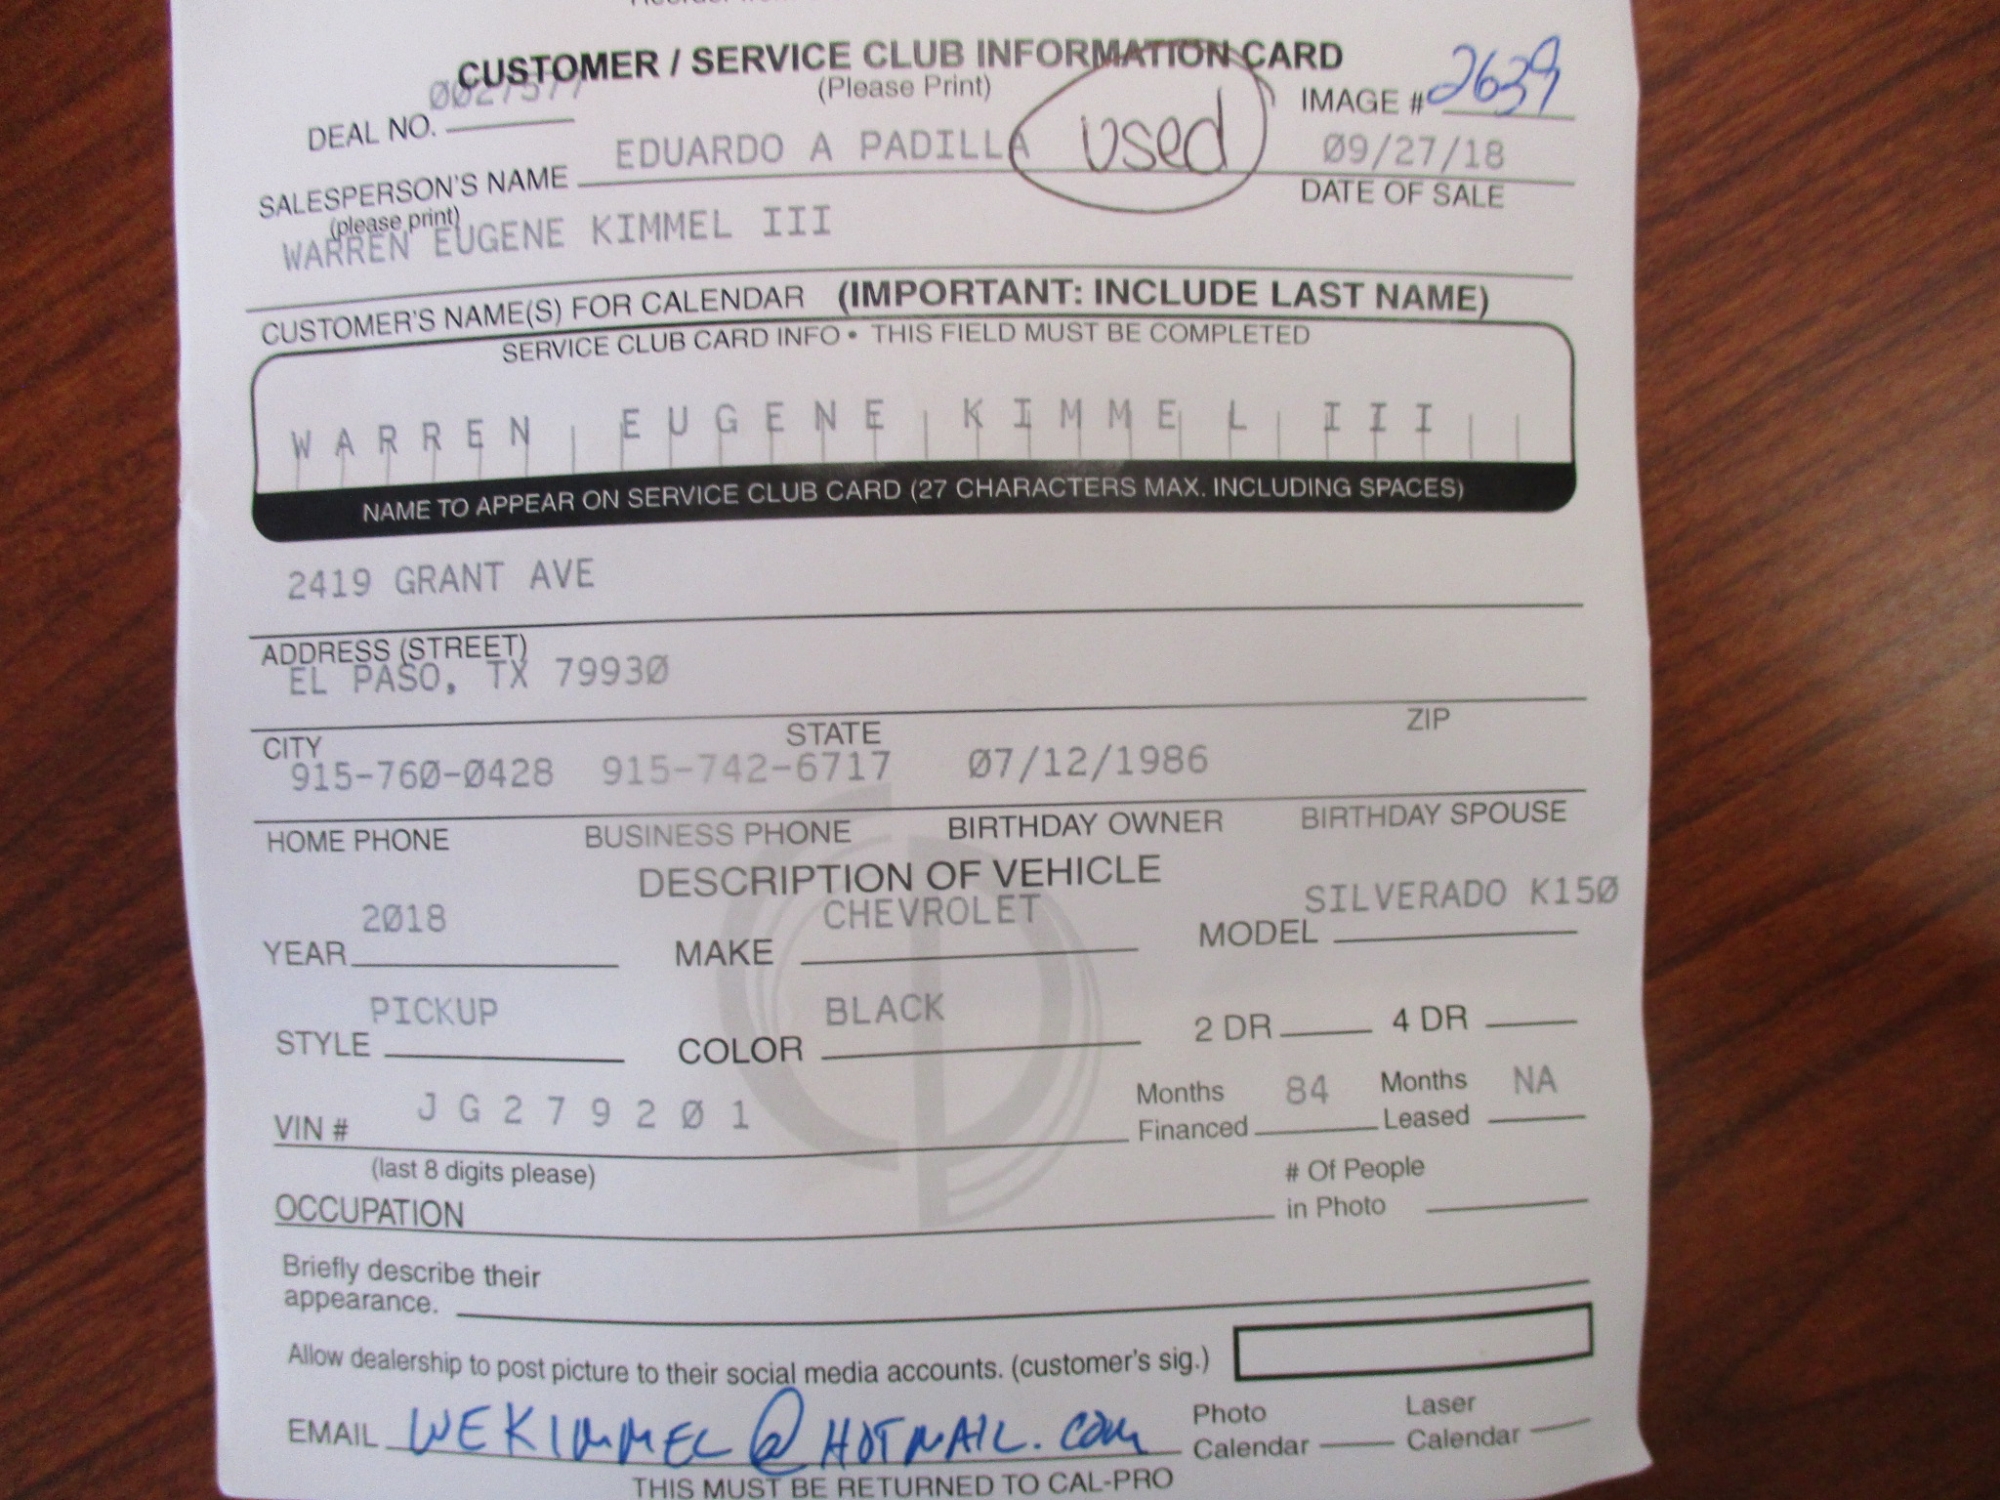 CUSTOMER / SERVICE CLUB INFORMATION CARD
(Please Print)
DEAL NO. 0027577
IMAGE # 2639
SALESPERSON'S NAME EDUARDO A PADILLA
(please print)
Used
09/27/18
DATE OF SALE
WARREN EUGENE KIMMEL III
CUSTOMER'S NAME(S) FOR CALENDAR (IMPORTANT: INCLUDE LAST NAME)
SERVICE CLUB CARD INFO • THIS FIELD MUST BE COMPLETED
WARREN EUGENE KIMMEL III
NAME TO APPEAR ON SERVICE CLUB CARD (27 CHARACTERS MAX. INCLUDING SPACES)
2419 GRANT AVE
ADDRESS (STREET)
EL PASO, TX 79930
CITY STATE ZIP
915-760-0428 915-742-6717 07/12/1986
HOME PHONE BUSINESS PHONE BIRTHDAY OWNER BIRTHDAY SPOUSE
DESCRIPTION OF VEHICLE
YEAR 2018 MAKE CHEVROLET MODEL SILVERADO K150
STYLE PICKUP COLOR BLACK 2 DR 4 DR
VIN # JG279201 Months Financed 84 Months Leased NA
(last 8 digits please)
OCCUPATION # Of People in Photo
Briefly describe their
appearance.
Allow dealership to post picture to their social media accounts. (customer's sig.)
EMAIL WEKIMMEL@HOTMAIL.com Photo Calendar Laser Calendar
THIS MUST BE RETURNED TO CAL-PRO